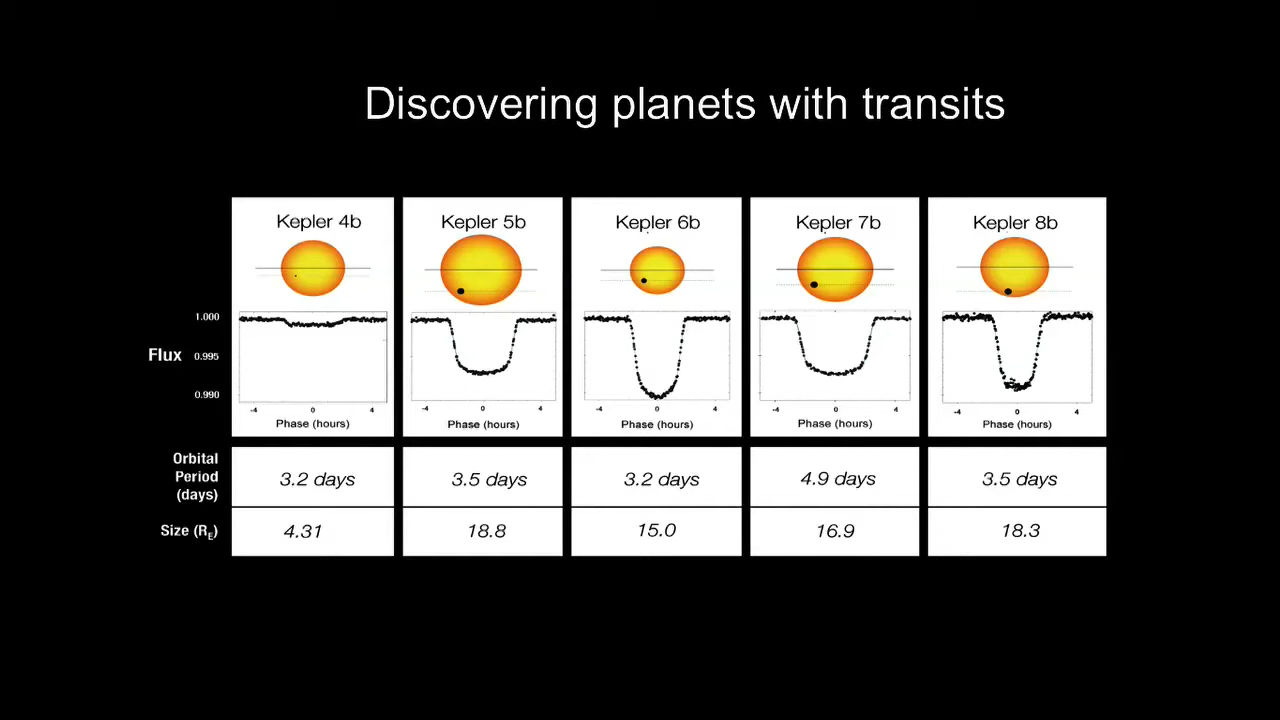 Discovering planets with transits
Kepler 4b
Kepler 5b
Kepler 6b
Kepler 7b
Kepler 8b
Flux
1.000
0.995
0.990
-4 0 4
-4 0 4
-4 0 4
-4 0 4
-4 0 4
Phase (hours)
Phase (hours)
Phase (hours)
Phase (hours)
Phase (hours)
Orbital
Period
(days)
3.2 days
3.5 days
3.2 days
4.9 days
3.5 days
Size (RE)
4.31
18.8
15.0
16.9
18.3